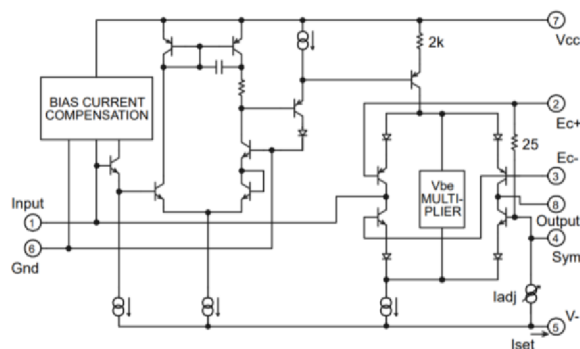 7
Vcc
2k
BIAS CURRENT
COMPENSATION
2
Ec+
25
Ec-
3
Vbe
MULTI-
PLIER
Input
1
8
Output
6
Gnd
4
Sym
Iadj
V-
5
Iset